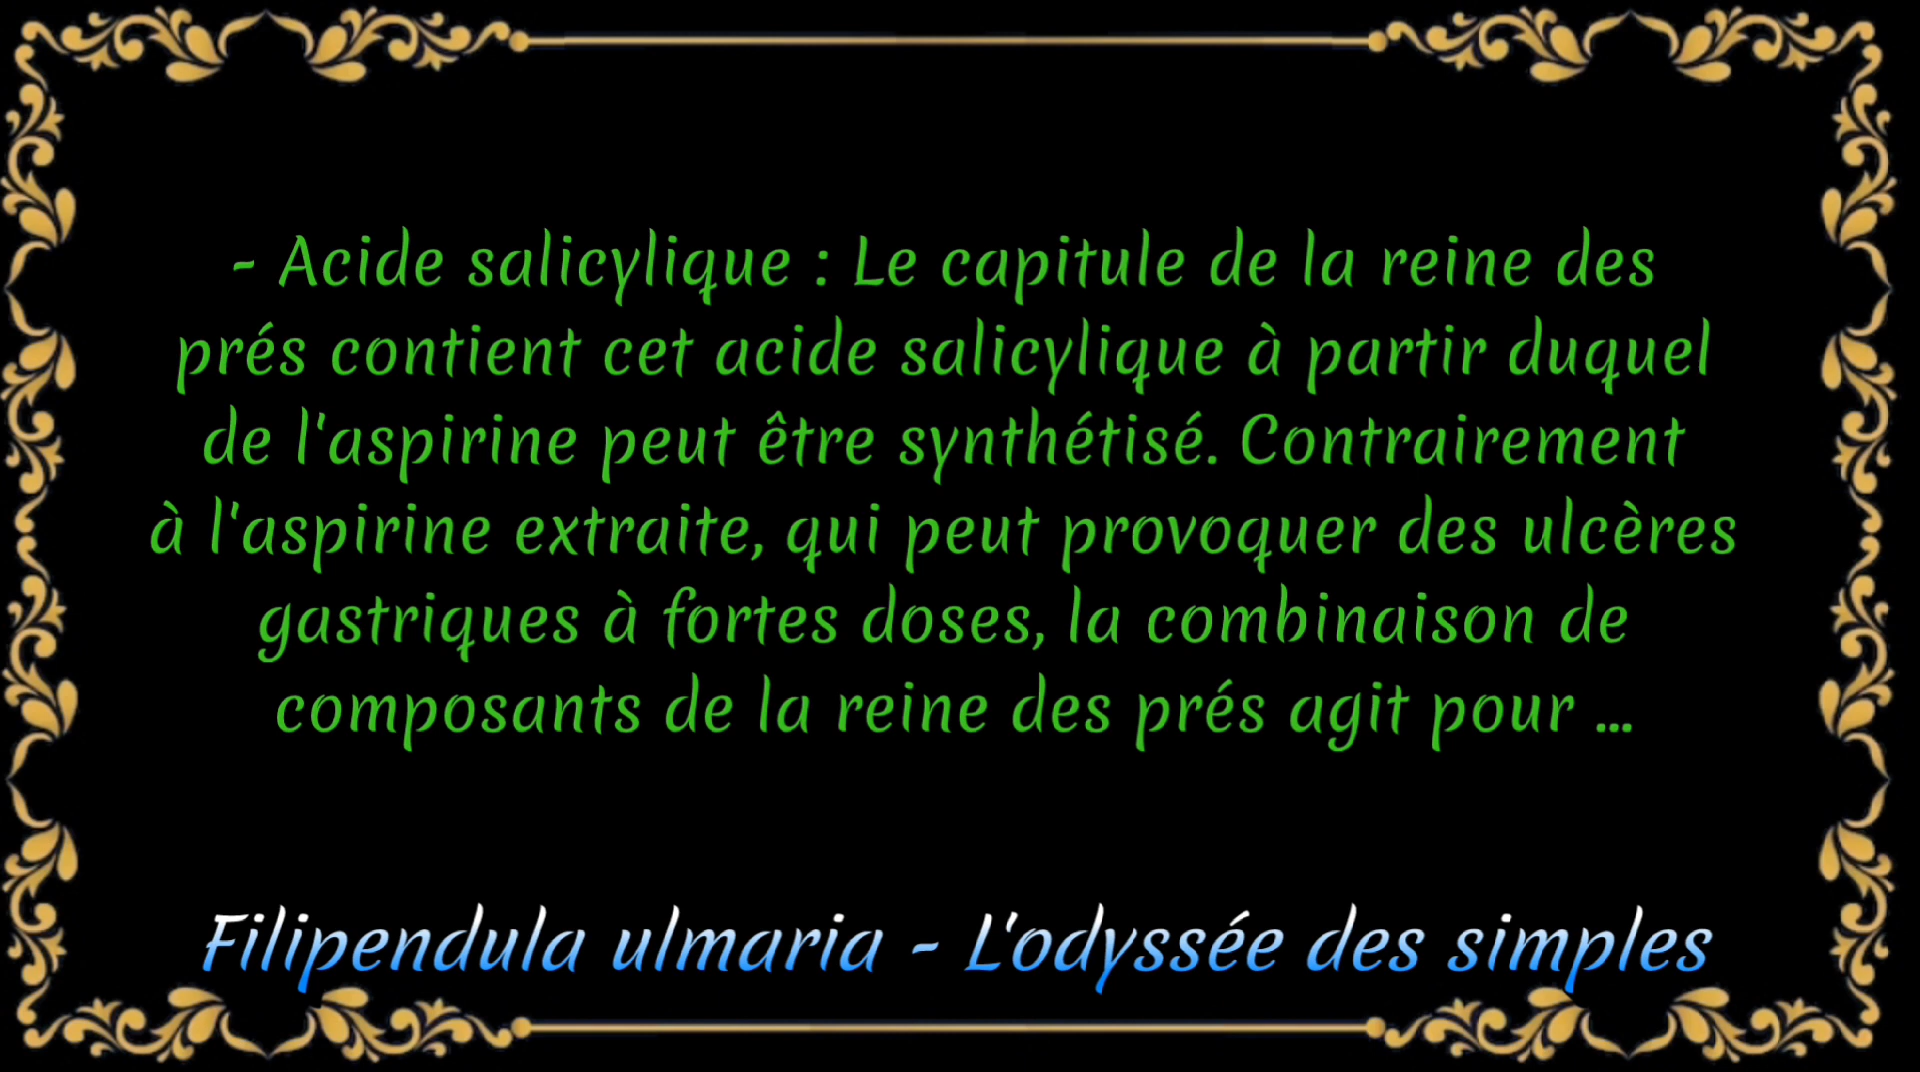 - Acide salicylique : Le capitule de la reine des
prés contient cet acide salicylique à partir duquel
de l'aspirine peut être synthétisé. Contrairement
à l'aspirine extraite, qui peut provoquer des ulcères
gastriques à fortes doses, la combinaison de
composants de la reine des prés agit pour ...
Filipendula ulmaria - L'odyssée des simples